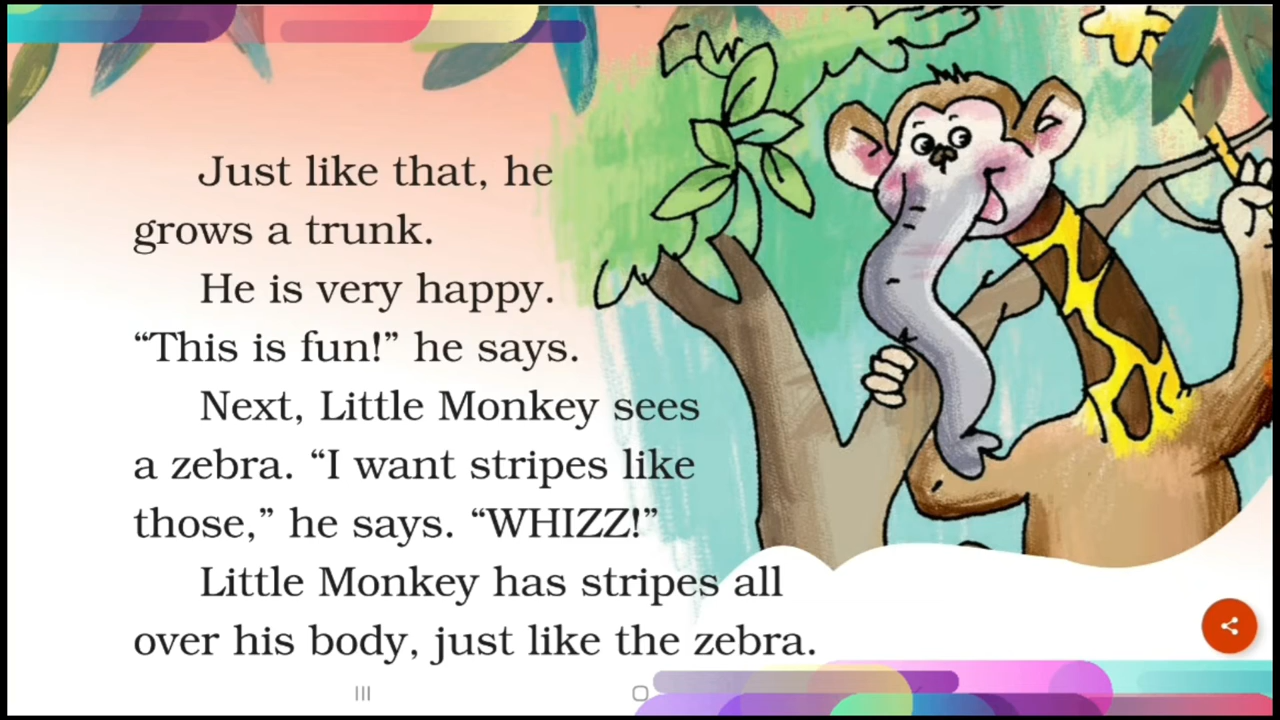 Just like that, he
grows a trunk.
He is very happy.
“This is fun!” he says.
Next, Little Monkey sees
a zebra. “I want stripes like
those,” he says. “WHIZZ!”
Little Monkey has stripes all
over his body, just like the zebra.